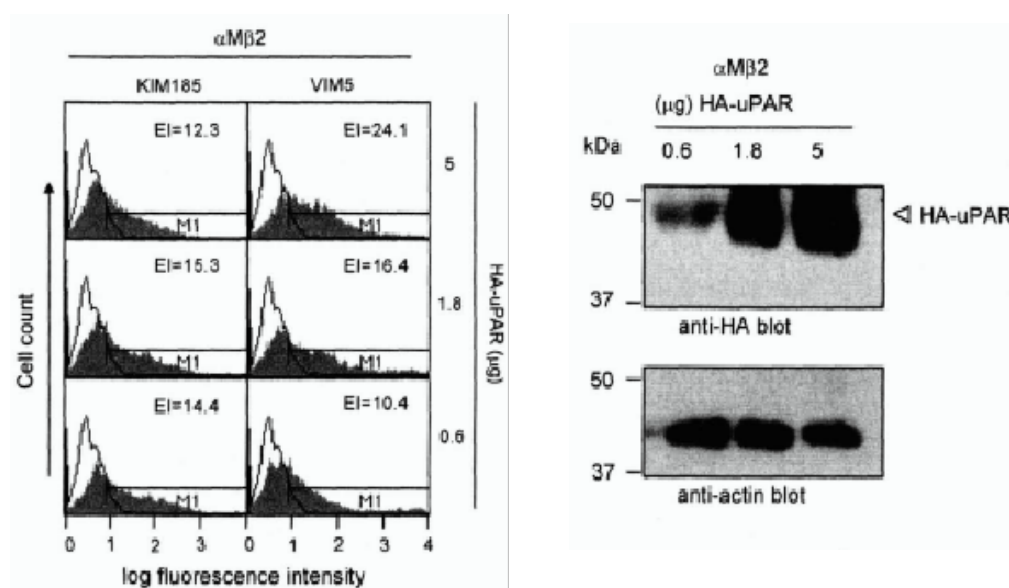 αMβ2
KIM185
VIM5
EI=12.3
EI=24.1
M1
M1
5
EI=15.3
EI=16.4
M1
M1
1.8
EI=14.4
EI=10.4
M1
M1
0.6
Cell count
HA-uPAR (μg)
0 1 2 3 0 1 2 3 4
log fluorescence intensity
αMβ2
(μg) HA-uPAR
kDa
0.6 1.8 5
50
HA-uPAR
37
anti-HA blot
50
37
anti-actin blot